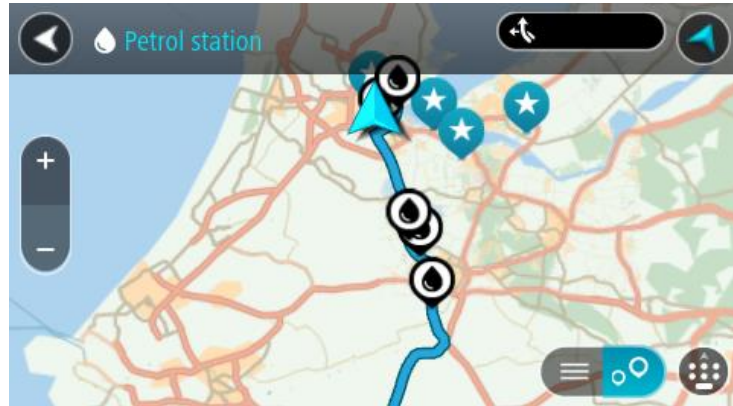 Petrol station
+
–